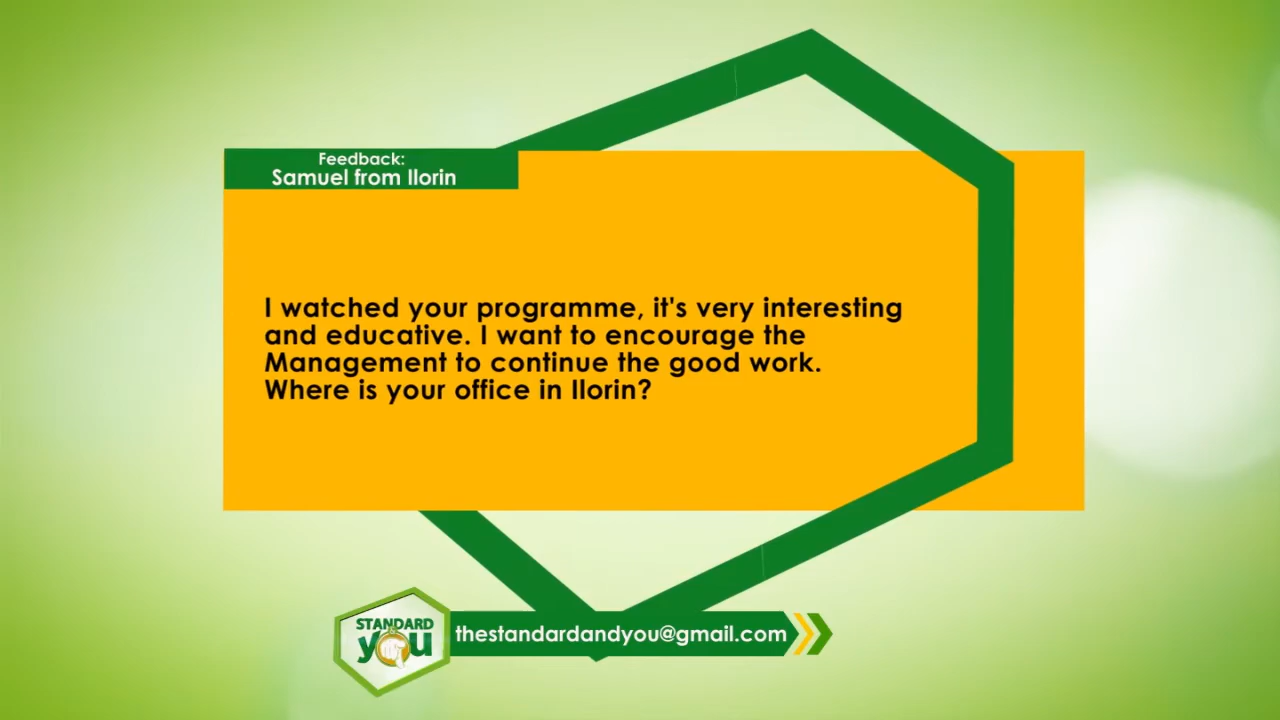 Feedback:
Samuel from Ilorin
I watched your programme, it's very interesting
and educative. I want to encourage the
Management to continue the good work.
Where is your office in Ilorin?
STANDARD
you
thestandardandyou@gmail.com